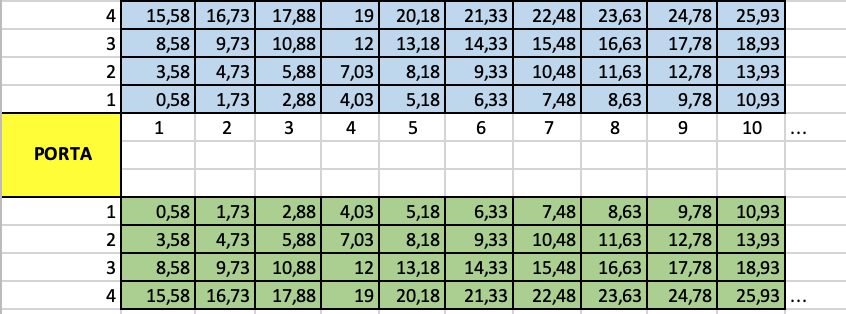 4 15,58 16,73 17,88 19 20,18 21,33 22,48 23,63 24,78 25,93
3 8,58 9,73 10,88 12 13,18 14,33 15,48 16,63 17,78 18,93
2 3,58 4,73 5,88 7,03 8,18 9,33 10,48 11,63 12,78 13,93
1 0,58 1,73 2,88 4,03 5,18 6,33 7,48 8,63 9,78 10,93
1 2 3 4 5 6 7 8 9 10 ...
PORTA
1 0,58 1,73 2,88 4,03 5,18 6,33 7,48 8,63 9,78 10,93
2 3,58 4,73 5,88 7,03 8,18 9,33 10,48 11,63 12,78 13,93
3 8,58 9,73 10,88 12 13,18 14,33 15,48 16,63 17,78 18,93
4 15,58 16,73 17,88 19 20,18 21,33 22,48 23,63 24,78 25,93 ...